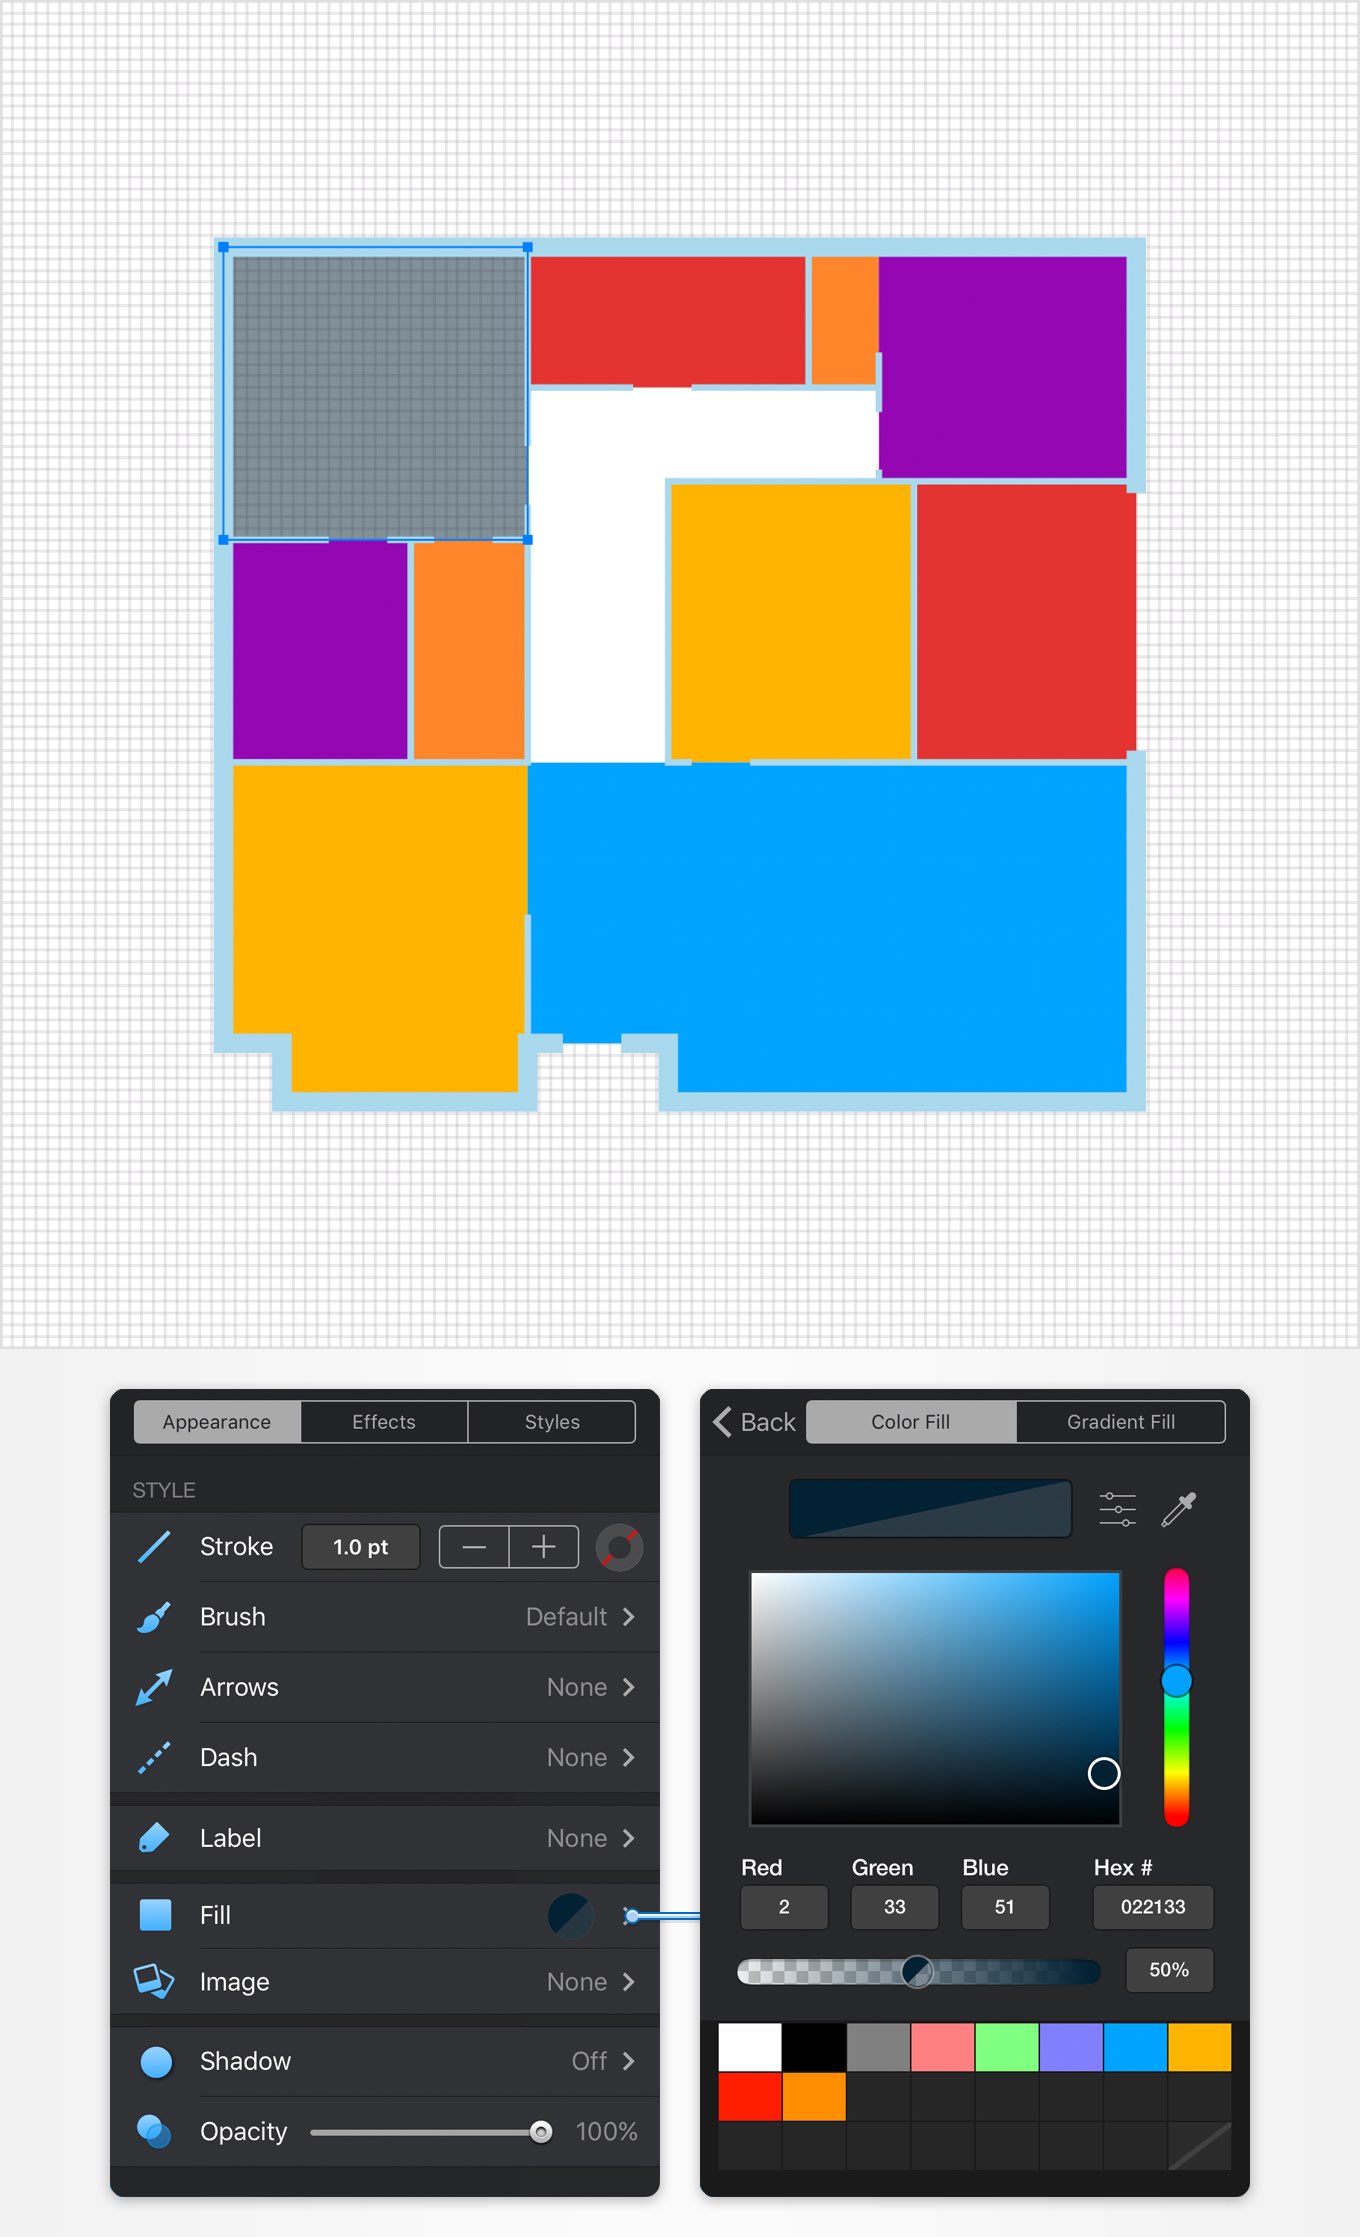 Appearance Effects Styles
STYLE
Stroke 1.0 pt
Brush Default
Arrows None
Dash None
Label None
Fill
Image None
Shadow Off
Opacity 100%
Back Color Fill Gradient Fill
Red Green Blue Hex #
2 33 51 022133
50%